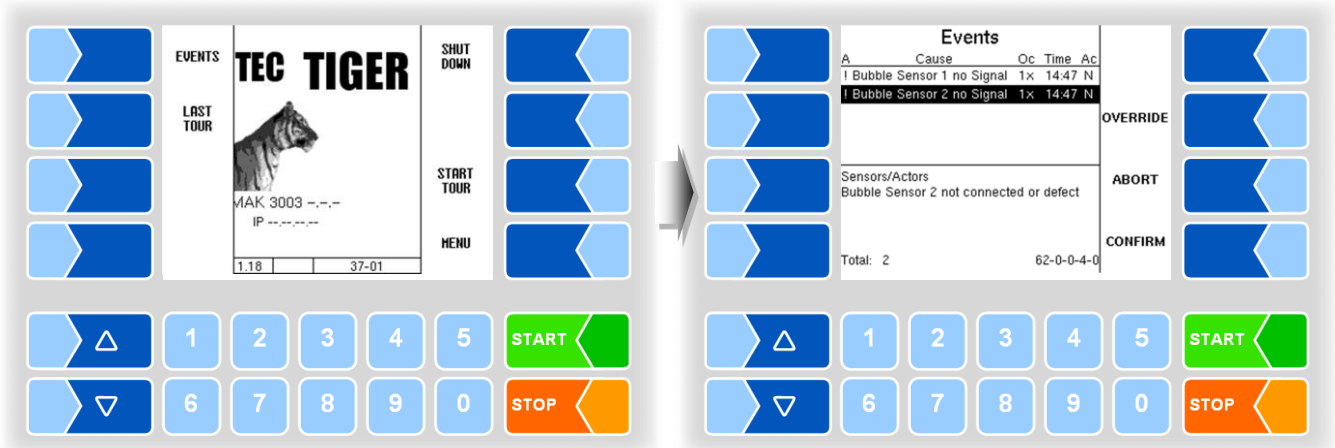 EVENTS
LAST
TOUR
TEC TIGER
MAK 3003 -.-.-
IP --.--.--.--
1.18 37-01
SHUT
DOWN
START
TOUR
MENU
1 2 3 4 5 START
6 7 8 9 0 STOP
Events
A Cause Oc Time Ac
! Bubble Sensor 1 no Signal 1x 14:47 N
! Bubble Sensor 2 no Signal 1x 14:47 N
Sensors/Actors
Bubble Sensor 2 not connected or defect
Total: 2 62-0-0-4-0
OVERRIDE
ABORT
CONFIRM
1 2 3 4 5 START
6 7 8 9 0 STOP